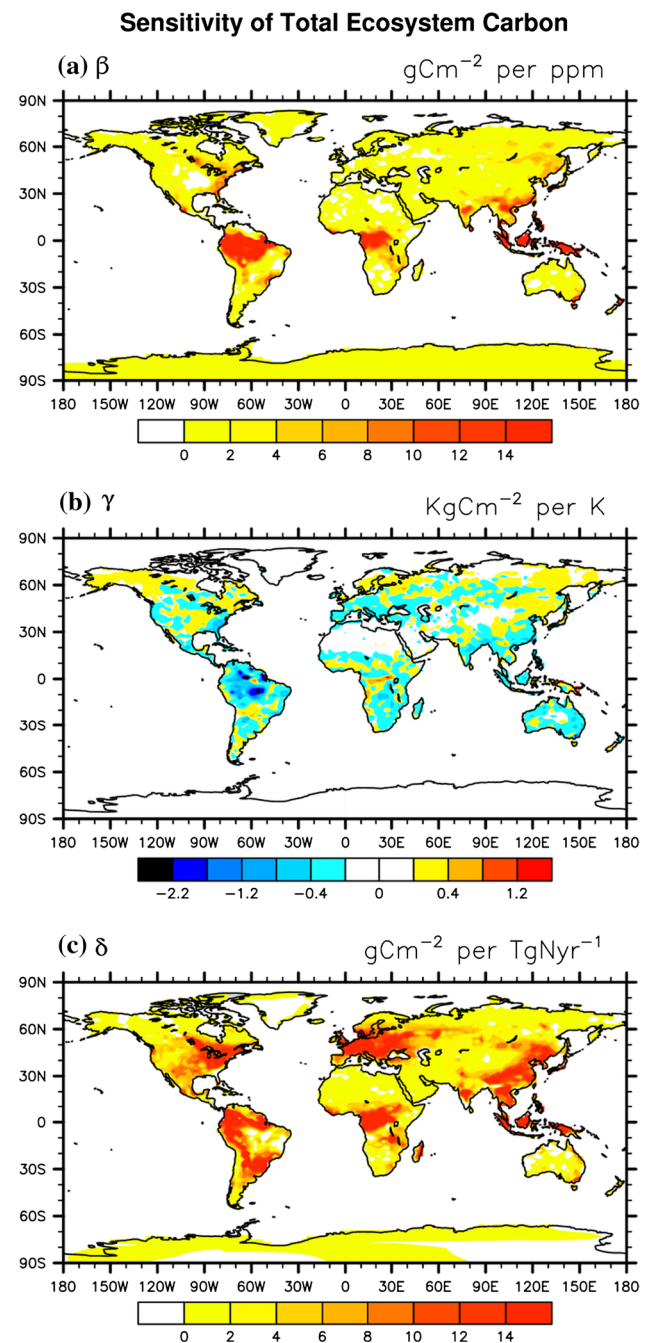 Sensitivity of Total Ecosystem Carbon
(a) β gCm⁻² per ppm
90N
60N
30N
0
30S
60S
90S
180 150W 120W 90W 60W 30W 0 30E 60E 90E 120E 150E 180
0 2 4 6 8 10 12 14
(b) γ KgCm⁻² per K
90N
60N
30N
0
30S
60S
90S
180 150W 120W 90W 60W 30W 0 30E 60E 90E 120E 150E 180
−2.2 −1.2 −0.4 0 0.4 1.2
(c) δ gCm⁻² per TgNyr⁻¹
90N
60N
30N
0
30S
60S
90S
180 150W 120W 90W 60W 30W 0 30E 60E 90E 120E 150E 180
0 2 4 6 8 10 12 14